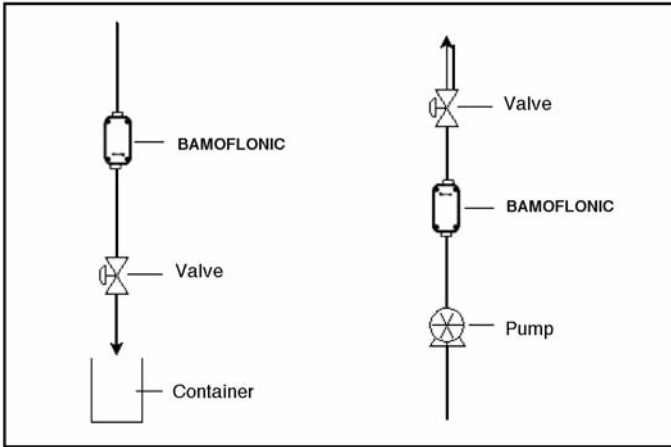 BAMOFLONIC
Valve
Container
Valve
BAMOFLONIC
Pump